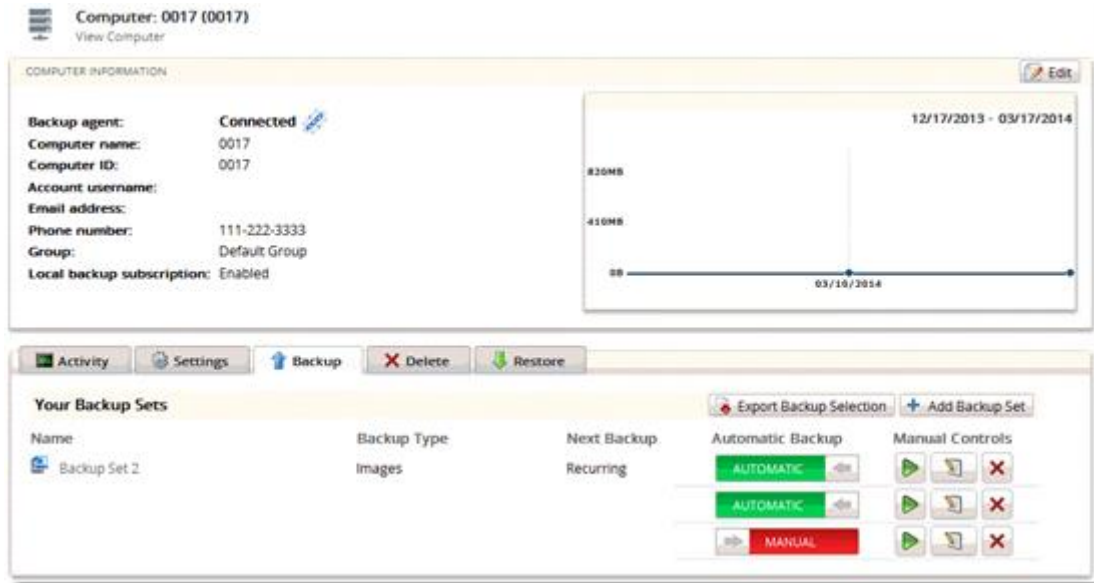 Computer: 0017 (0017)
View Computer
COMPUTER INFORMATION
Edit
Backup agent: Connected
Computer name: 0017
Computer ID: 0017
Account username:
Email address:
Phone number: 111-222-3333
Group: Default Group
Local backup subscription: Enabled
12/17/2013 - 03/17/2014
820MB
410MB
0B
03/10/2014
Activity Settings Backup Delete Restore
Your Backup Sets Export Backup Selection Add Backup Set
Name Backup Type Next Backup Automatic Backup Manual Controls
Backup Set 2 Images Recurring AUTOMATIC
AUTOMATIC
MANUAL